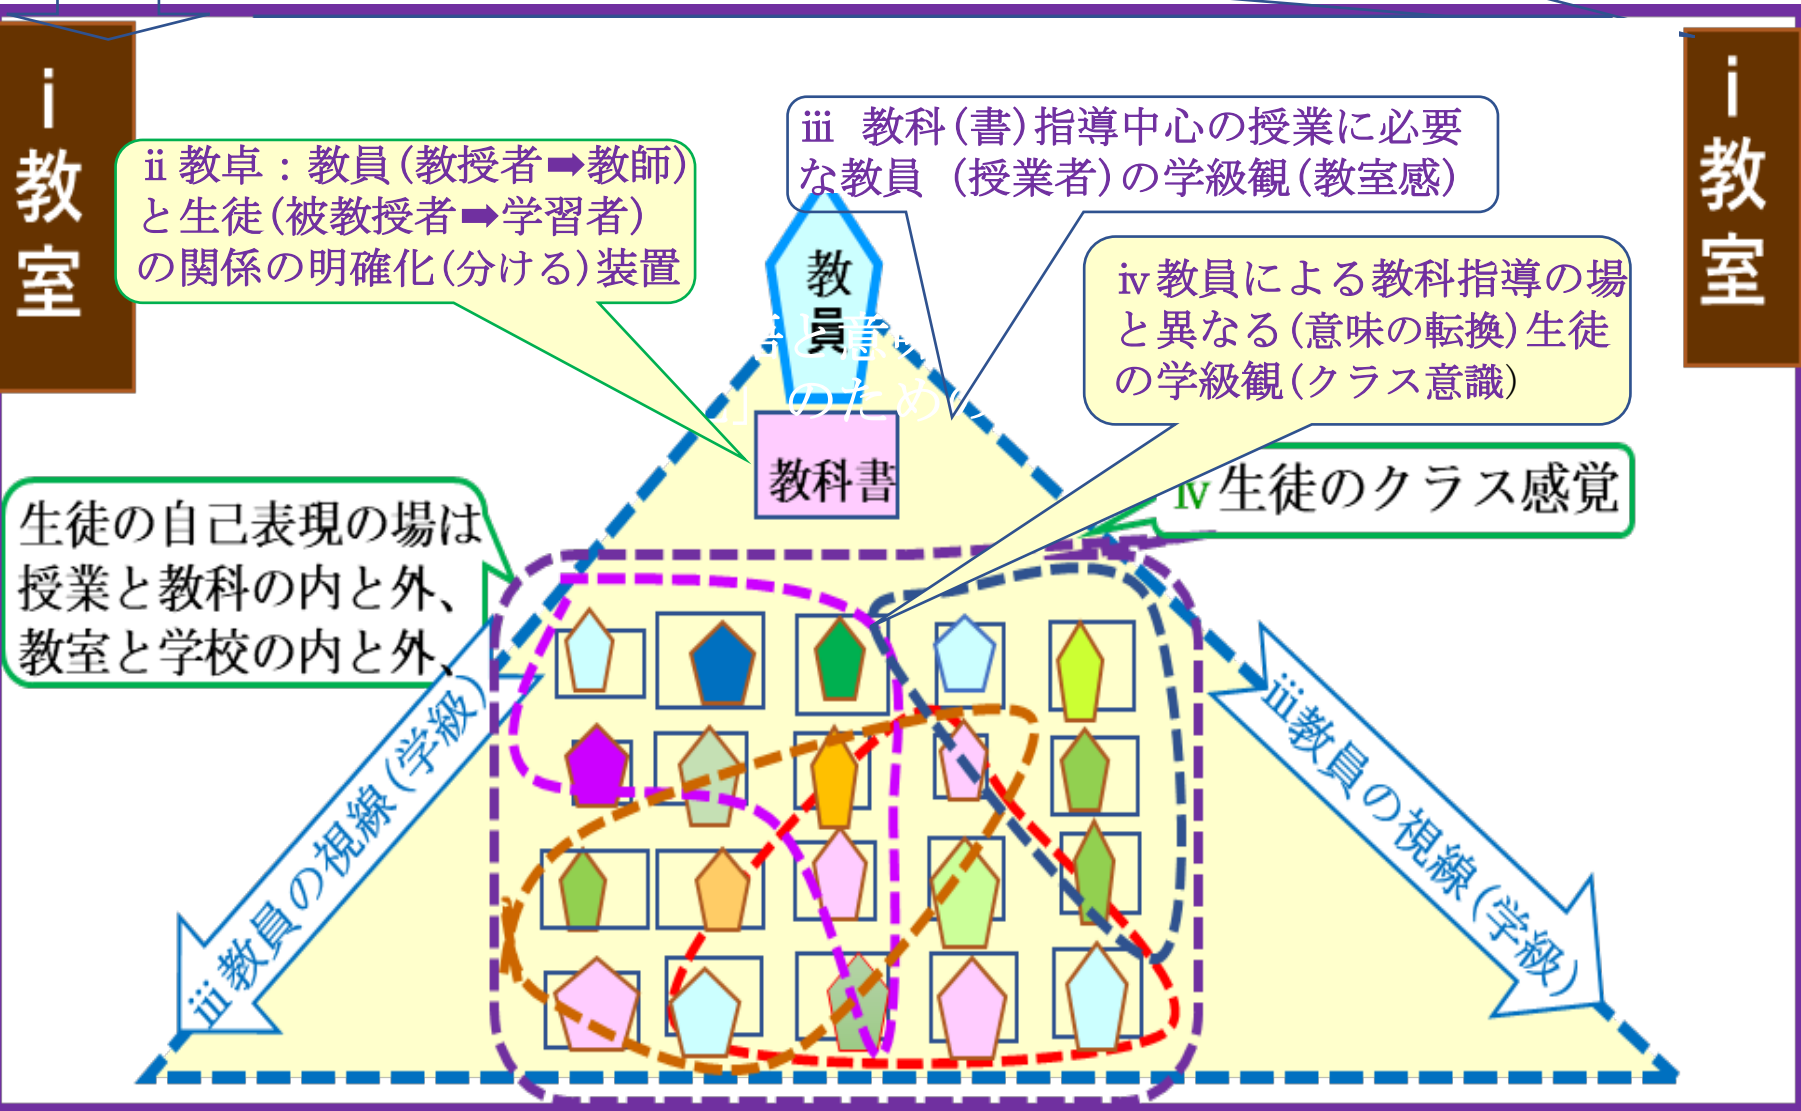 ⅰ教室
ⅰ教室
ⅱ 教卓：教員（教授者➡教師）
と生徒（被教授者➡学習者）
の関係の明確化（分ける）装置
ⅲ 教科（書）指導中心の授業に必要
な教員 （授業者）の学級観（教室感）
教員
と意
」のための
教科書
ⅳ教員による教科指導の場
と異なる（意味の転換）生徒
の学級観（クラス意識）
ⅳ生徒のクラス感覚
生徒の自己表現の場は
授業と教科の内と外、
教室と学校の内と外、
ⅲ教員の視線（学級）
ⅲ教員の視線（学級）